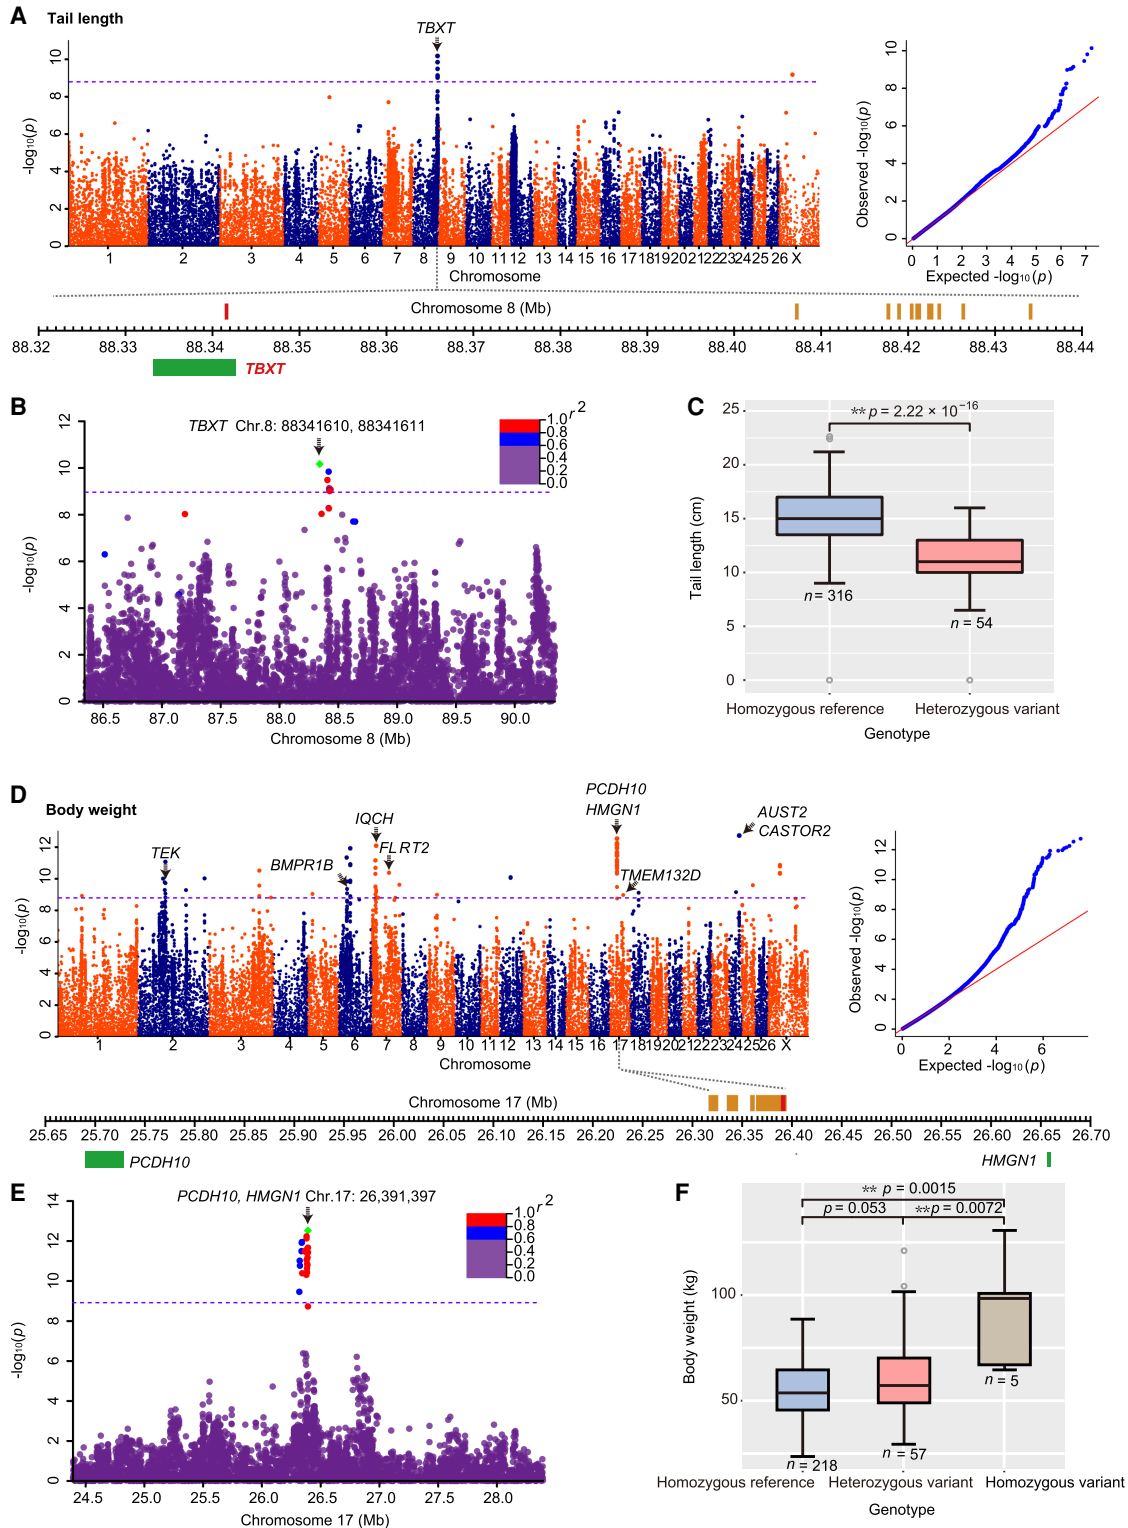 A Tail length
TBXT
-log10(p)
0 2 4 6 8 10
1 2 3 4 5 6 7 8 9 10 11 12 13 14 15 16 17 18 19 20 21 22 23 24 25 26 X
Chromosome
Observed -log10(p)
0 2 4 6 8 10
0 1 2 3 4 5 6 7
Expected -log10(p)
Chromosome 8 (Mb)
88.32 88.33 88.34 88.35 88.36 88.37 88.38 88.39 88.40 88.41 88.42 88.43 88.44
TBXT
B
TBXT Chr.8: 88341610, 88341611
1.0 r2
0.8
0.6
0.4
0.2
0.0
-log10(p)
0 2 4 6 8 10 12
86.5 87.0 87.5 88.0 88.5 89.0 89.5 90.0
Chromosome 8 (Mb)
C
** p = 2.22 × 10−16
Tail length (cm)
0 5 10 15 20 25
n= 316
n = 54
Homozygous reference Heterozygous variant
Genotype
D
Body weight
TEK
BMPR1B
IQCH
FLRT2
PCDH10
HMGN1
TMEM132D
AUST2
CASTOR2
-log10(p)
0 2 4 6 8 10 12
1 2 3 4 5 6 7 8 9 10 11 12 13 14 15 16 17 18 19 20 21 22 23 24 25 26 X
Chromosome
Observed -log10(p)
0 2 4 6 8 10 12
0 2 4 6
Expected -log10(p)
Chromosome 17 (Mb)
25.65 25.70 25.75 25.80 25.85 25.90 25.95 26.00 26.05 26.10 26.15 26.20 26.25 26.30 26.35 26.40 26.45 26.50 26.55 26.60 26.65 26.70
PCDH10
HMGN1
E
PCDH10, HMGN1 Chr.17: 26,391,397
1.0 r2
0.8
0.6
0.4
0.2
0.0
-log10(p)
0 2 4 6 8 10 12 14
24.5 25.0 25.5 26.0 26.5 27.0 27.5 28.0
Chromosome 17 (Mb)
F
** p = 0.0015
p = 0.053 **p = 0.0072
Body weight (kg)
50 100
n = 218
n = 57
n = 5
Homozygous reference Heterozygous variant Homozygous variant
Genotype